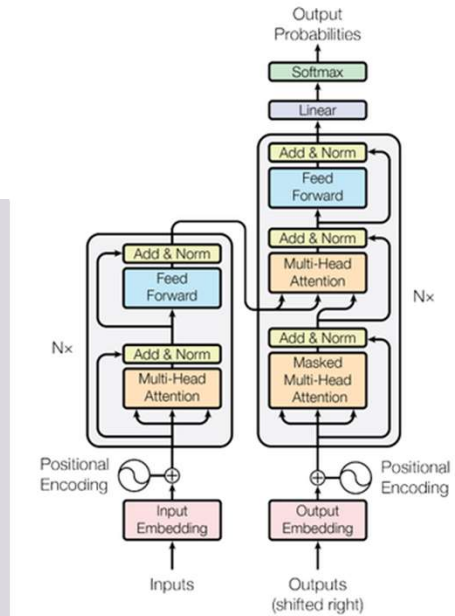 Output
Probabilities
Softmax
Linear
Add & Norm
Feed
Forward
Add & Norm
Multi-Head
Attention
Add & Norm
Masked
Multi-Head
Attention
N×
Add & Norm
Feed
Forward
Add & Norm
Multi-Head
Attention
N×
Positional
Encoding
Positional
Encoding
Input
Embedding
Output
Embedding
Inputs
Outputs
(shifted right)